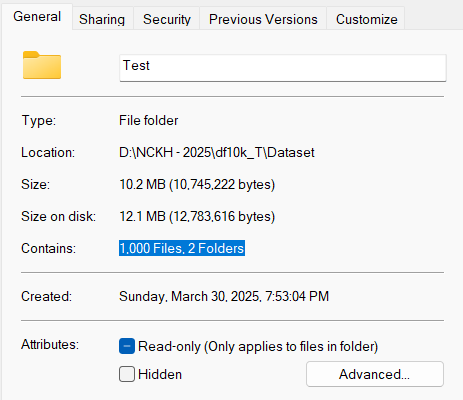 General Sharing Security Previous Versions Customize
Test
Type: File folder
Location: D:\NCKH - 2025\df10k_T\Dataset
Size: 10.2 MB (10,745,222 bytes)
Size on disk: 12.1 MB (12,783,616 bytes)
Contains: 1,000 Files, 2 Folders
Created: Sunday, March 30, 2025, 7:53:04 PM
Attributes: Read-only (Only applies to files in folder)
Hidden Advanced...